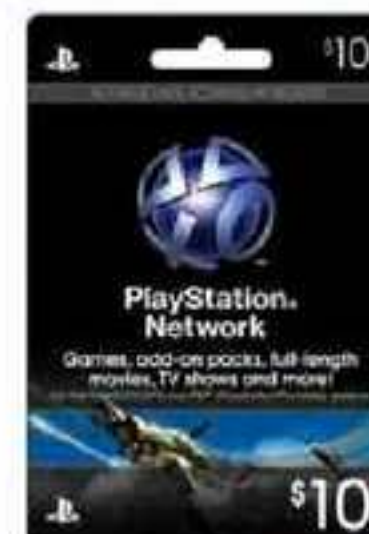 $10
PlayStation®
Network
Games, add-on packs, full-length
movies, TV shows and more!
$10